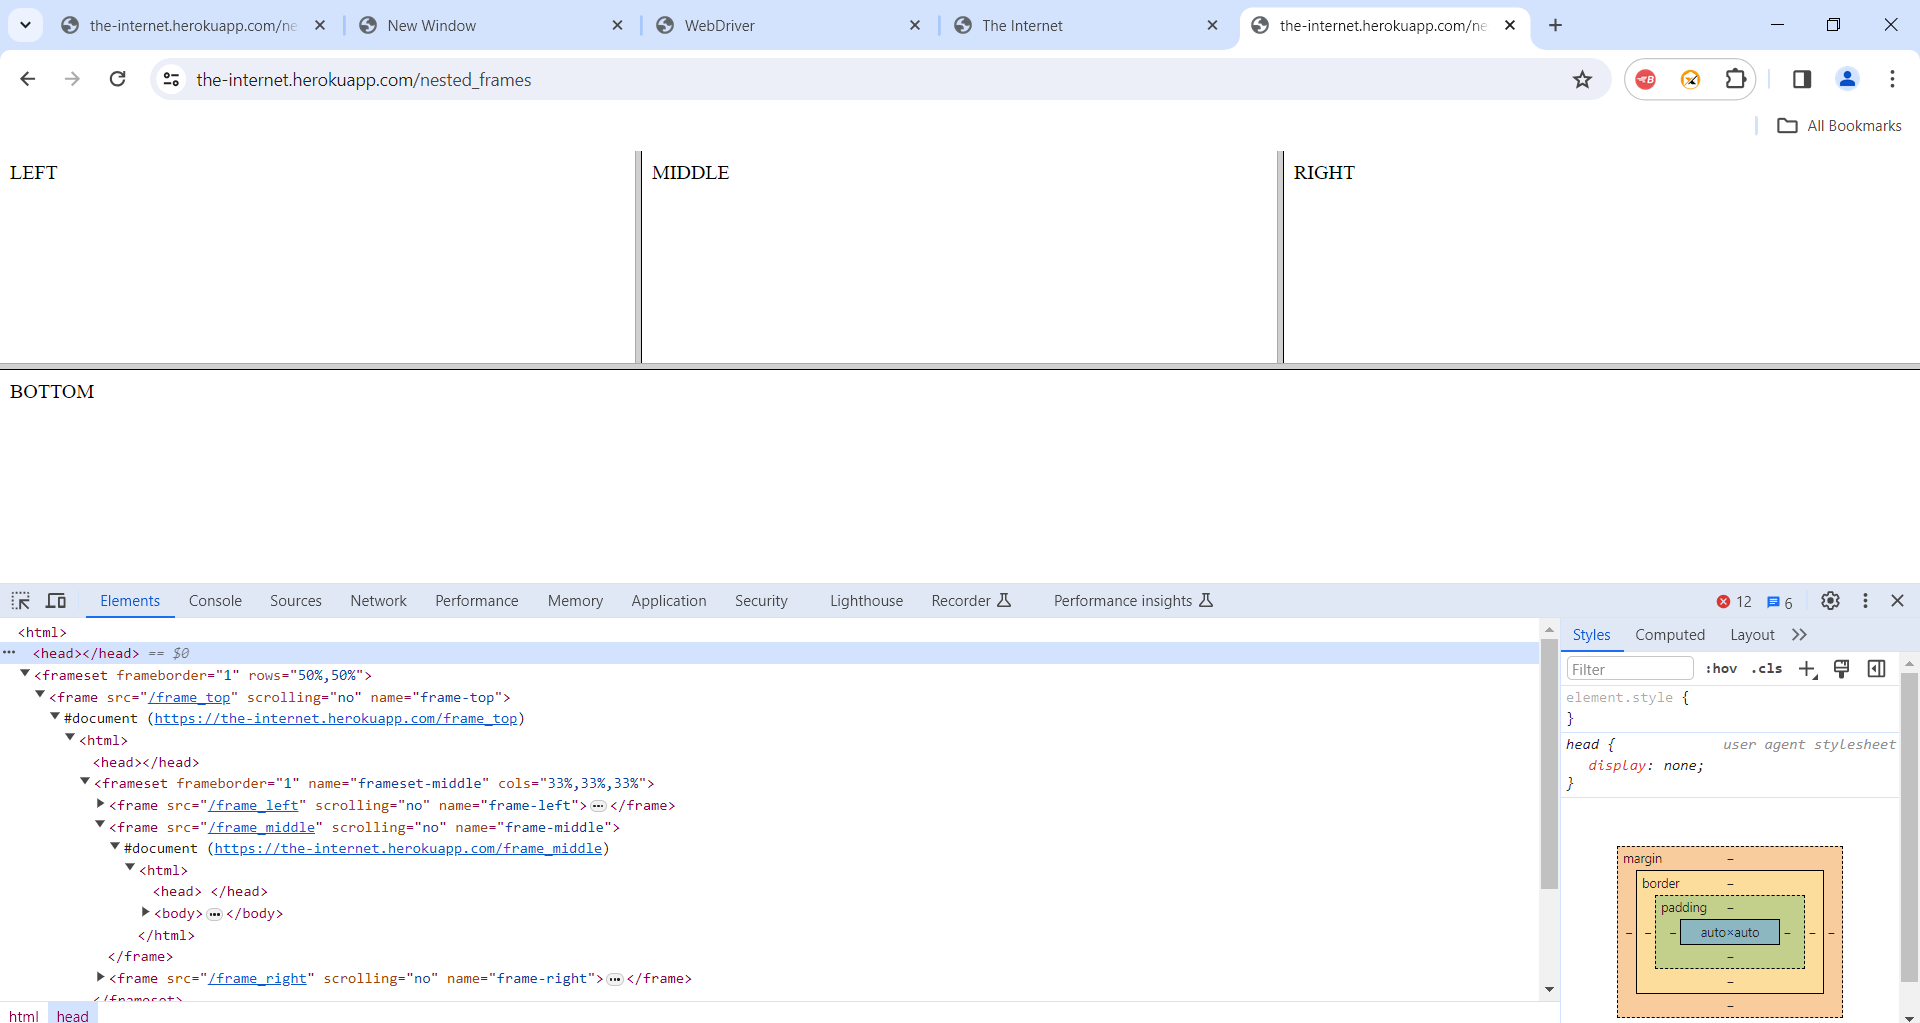 the-internet.herokuapp.com/ne
New Window
WebDriver
The Internet
the-internet.herokuapp.com/ne
the-internet.herokuapp.com/nested_frames
All Bookmarks
LEFT
MIDDLE
RIGHT
BOTTOM
Elements Console Sources Network Performance Memory Application Security Lighthouse Recorder Performance insights 12 6
<html>
<head></head> == $0
<frameset frameborder="1" rows="50%,50%">
<frame src="/frame_top" scrolling="no" name="frame-top">
#document (https://the-internet.herokuapp.com/frame_top)
<html>
<head></head>
<frameset frameborder="1" name="frameset-middle" cols="33%,33%,33%">
<frame src="/frame_left" scrolling="no" name="frame-left">…</frame>
<frame src="/frame_middle" scrolling="no" name="frame-middle">
#document (https://the-internet.herokuapp.com/frame_middle)
<html>
<head> </head>
<body>…</body>
</html>
</frame>
<frame src="/frame_right" scrolling="no" name="frame-right">…</frame>
</frameset>
html head
Styles Computed Layout
Filter :hov .cls
element.style {
}
head { user agent stylesheet
display: none;
}
margin –
border –
padding –
– – – auto×auto – – –
–
–
–